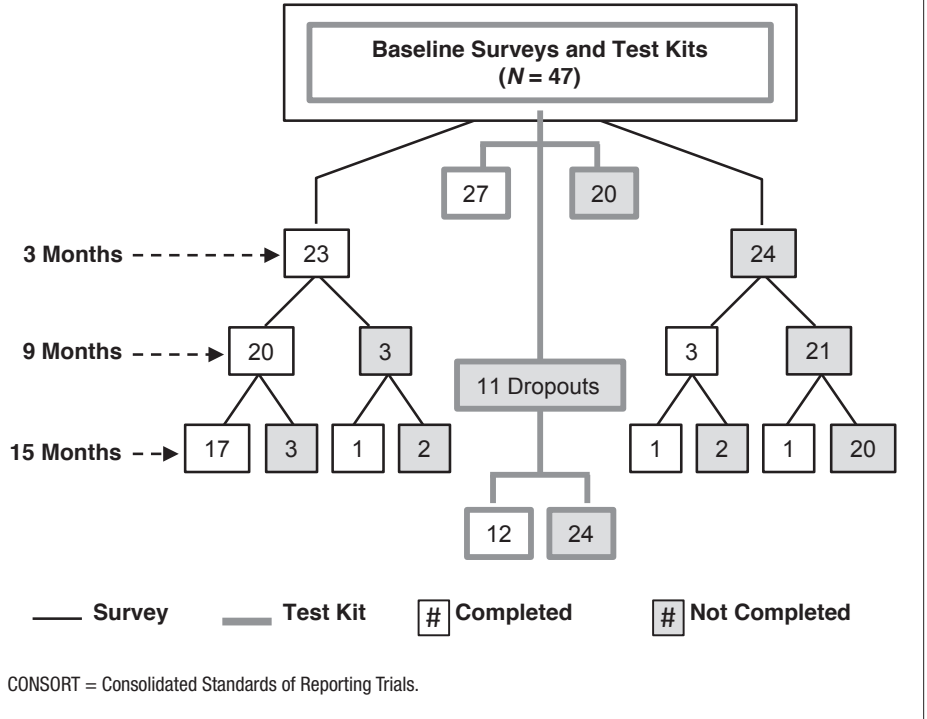 Baseline Surveys and Test Kits
(N = 47)
27 20
3 Months 23 24
9 Months 20 3 3 21
11 Dropouts
15 Months 17 3 1 2 1 2 1 20
12 24
Survey Test Kit # Completed # Not Completed
CONSORT = Consolidated Standards of Reporting Trials.